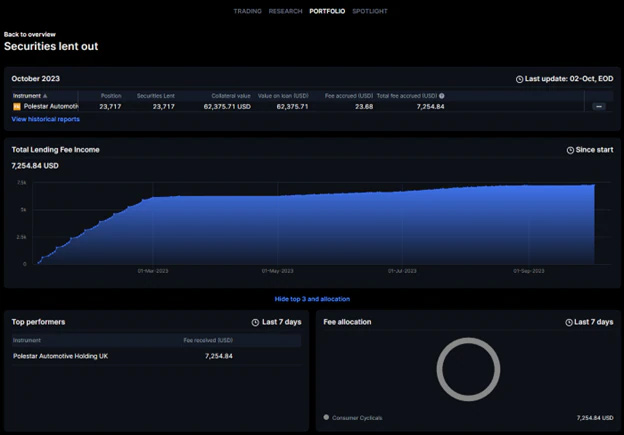 TRADING RESEARCH PORTFOLIO SPOTLIGHT
Back to overview
Securities lent out
October 2023 Last update: 02-Oct, EOD
Instrument Position Securities Lent Collateral value Value on loan (USD) Fee accrued (USD) Total fee accrued (USD)
Polestar Automoti 23,717 23,717 62,375.71 USD 62,375.71 23.68 7,254.84
View historical reports
Total Lending Fee Income Since start
7,254.84 USD
7.5k
5k
2.5k
0
01-Mar-2023 01-May-2023 01-Jul-2023 01-Sep-2023
Hide top 3 and allocation
Top performers Last 7 days
Instrument Fee received (USD)
Polestar Automotive Holding UK 7,254.84
Fee allocation Last 7 days
Consumer Cyclicals 7,254.84 USD